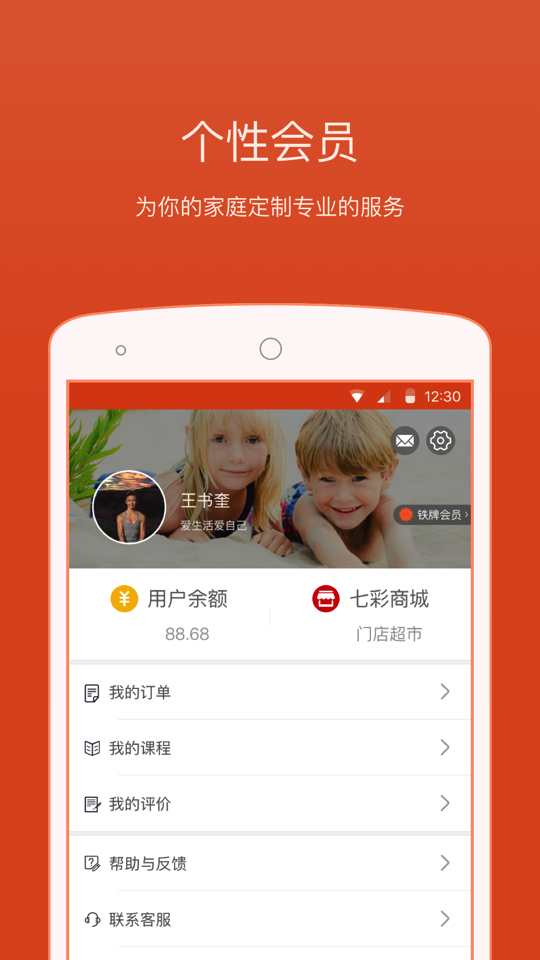 个性会员
为你的家庭定制专业的服务
12:30
王书奎
爱生活爱自己
铁牌会员
用户余额
七彩商城
88.68
门店超市
我的订单
我的课程
我的评价
帮助与反馈
联系客服